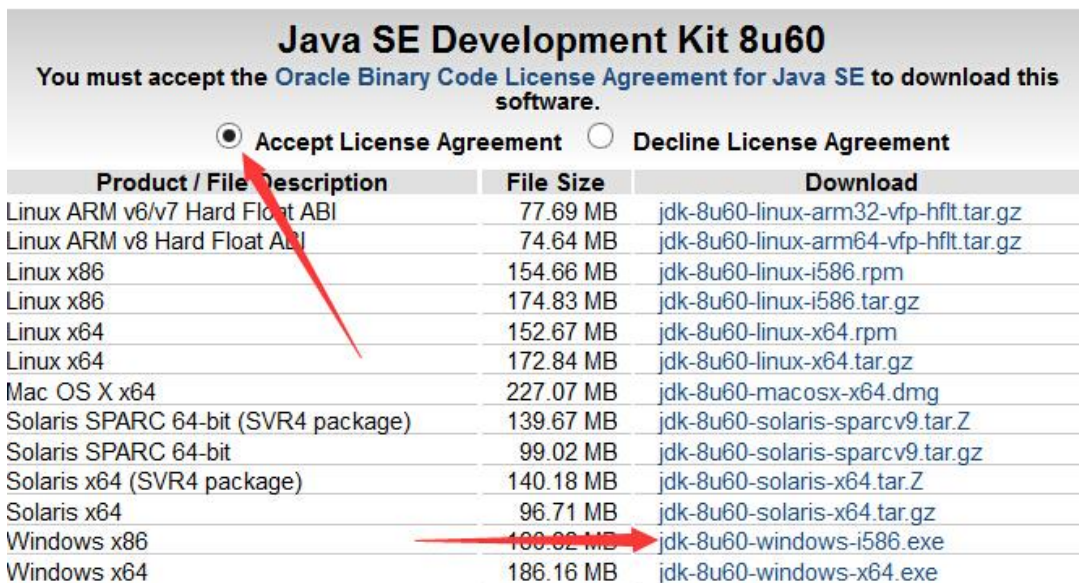 Java SE Development Kit 8u60
You must accept the Oracle Binary Code License Agreement for Java SE to download this
software.
Accept License Agreement Decline License Agreement
Product / File Description File Size Download
Linux ARM v6/v7 Hard Float ABI 77.69 MB jdk-8u60-linux-arm32-vfp-hflt.tar.gz
Linux ARM v8 Hard Float ABI 74.64 MB jdk-8u60-linux-arm64-vfp-hflt.tar.gz
Linux x86 154.66 MB jdk-8u60-linux-i586.rpm
Linux x86 174.83 MB jdk-8u60-linux-i586.tar.gz
Linux x64 152.67 MB jdk-8u60-linux-x64.rpm
Linux x64 172.84 MB jdk-8u60-linux-x64.tar.gz
Mac OS X x64 227.07 MB jdk-8u60-macosx-x64.dmg
Solaris SPARC 64-bit (SVR4 package) 139.67 MB jdk-8u60-solaris-sparcv9.tar.Z
Solaris SPARC 64-bit 99.02 MB jdk-8u60-solaris-sparcv9.tar.gz
Solaris x64 (SVR4 package) 140.18 MB jdk-8u60-solaris-x64.tar.Z
Solaris x64 96.71 MB jdk-8u60-solaris-x64.tar.gz
Windows x86 MB jdk-8u60-windows-i586.exe
Windows x64 186.16 MB jdk-8u60-windows-x64.exe